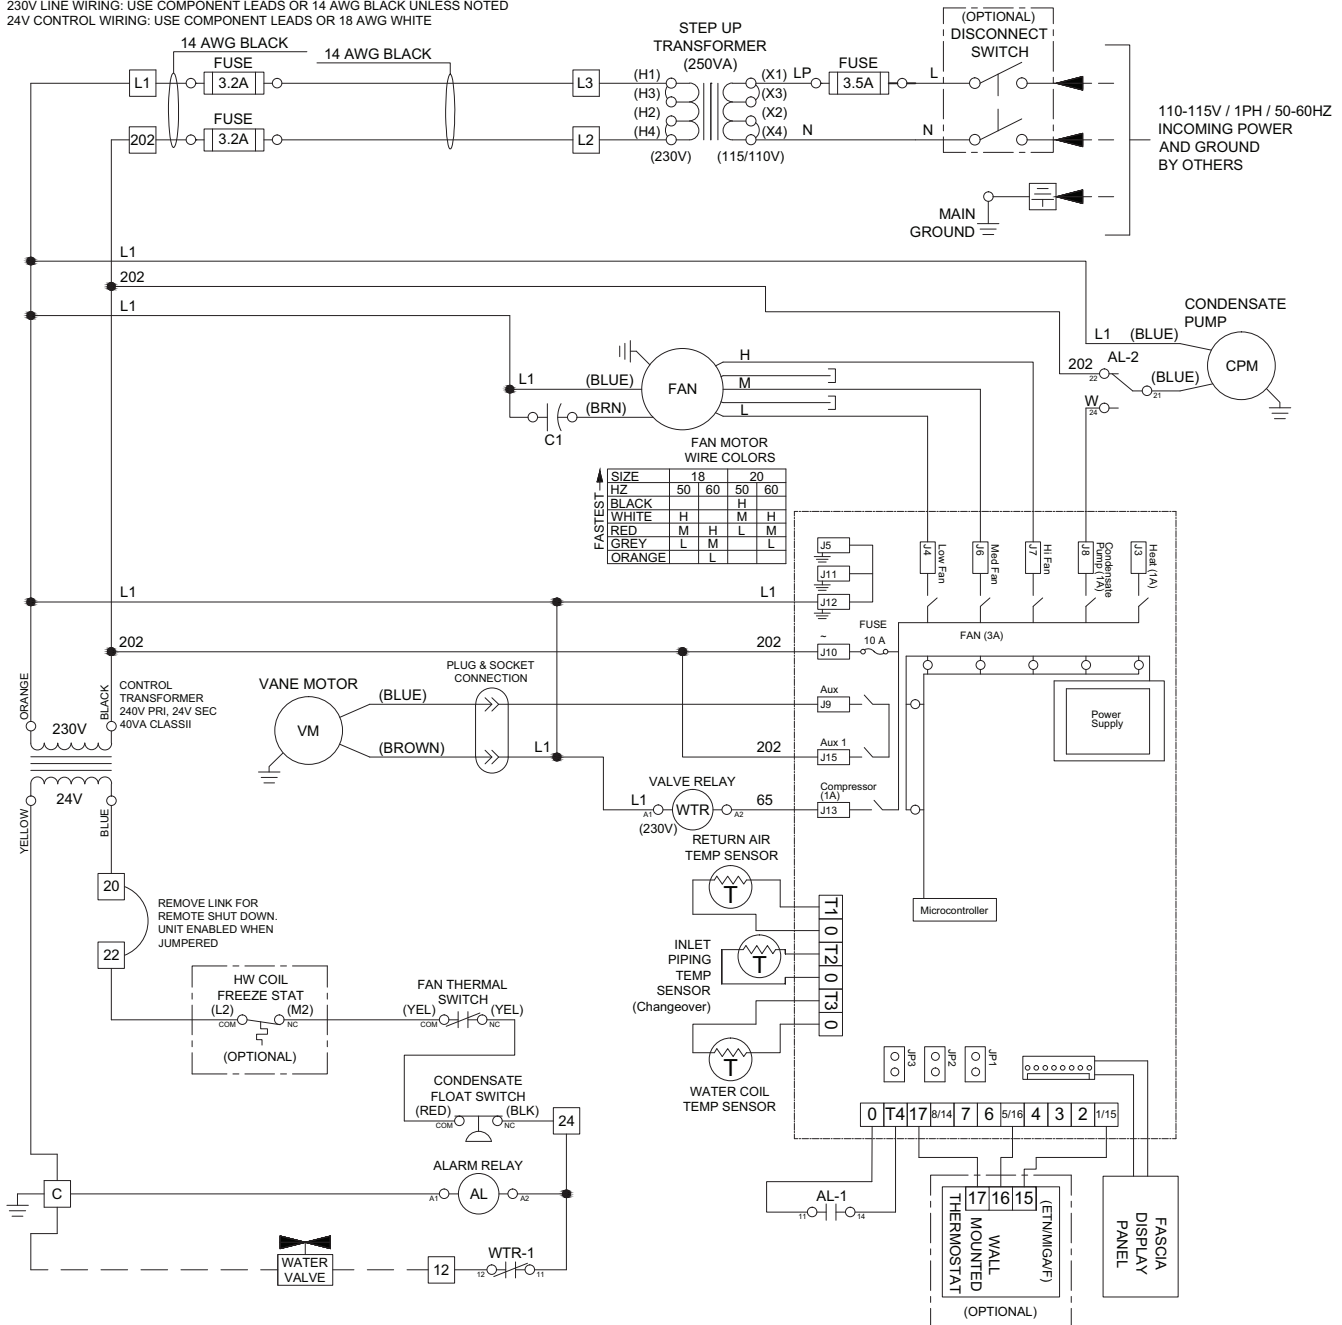 230V LINE WIRING: USE COMPONENT LEADS OR 14 AWG BLACK UNLESS NOTED
24V CONTROL WIRING: USE COMPONENT LEADS OR 18 AWG WHITE
14 AWG BLACK
14 AWG BLACK
L1
FUSE
3.2A
202
FUSE
3.2A
L3
L2
STEP UP
TRANSFORMER
(250VA)
(H1)
(H3)
(H2)
(H4)
(230V)
(X1)
(X3)
(X2)
(X4)
(115/110V)
LP
FUSE
3.5A
L
N
N
(OPTIONAL)
DISCONNECT
SWITCH
110-115V / 1PH / 50-60HZ
INCOMING POWER
AND GROUND
BY OTHERS
MAIN
GROUND
L1
202
L1
CONDENSATE
PUMP
L1 (BLUE)
202
AL-2
22
(BLUE)
21
CPM
W
24
L1
(BLUE)
(BRN)
C1
FAN
H
M
L
FAN MOTOR
WIRE COLORS
FASTEST
SIZE 18 20
HZ 50 60 50 60
BLACK H
WHITE H M H
RED M H L M
GREY L M L
ORANGE L
J5
J11
J12
J4
Low Fan
J6
Med Fan
J7
Hi Fan
J8
Condensate
Pump (1A)
J3
Heat (1A)
L1
L1
202
202
~
J10
FUSE
10 A
FAN (3A)
ORANGE
BLACK
CONTROL
TRANSFORMER
240V PRI, 24V SEC
40VA CLASSII
230V
24V
YELLOW
BLUE
VANE MOTOR
VM
(BLUE)
(BROWN)
PLUG & SOCKET
CONNECTION
L1
Aux
J9
202
Aux 1
J15
Power
Supply
VALVE RELAY
L1
A1
WTR
A2
65
(230V)
Compressor
(1A)
J13
RETURN AIR
TEMP SENSOR
T
INLET
PIPING
TEMP
SENSOR
(Changeover)
T
T
WATER COIL
TEMP SENSOR
T1
0
T2
0
T3
0
Microcontroller
20
22
REMOVE LINK FOR
REMOTE SHUT DOWN.
UNIT ENABLED WHEN
JUMPERED
HW COIL
FREEZE STAT
(L2)
(M2)
COM
NC
(OPTIONAL)
FAN THERMAL
SWITCH
(YEL)
(YEL)
COM
NC
CONDENSATE
FLOAT SWITCH
(RED)
(BLK)
COM
NC
24
JP3
JP2
JP1
0 T4 17 8/14 7 6 5/16 4 3 2 1/15
ALARM RELAY
C
A1
AL
A2
AL-1
11
14
WATER
VALVE
12
WTR-1
12
11
17 16 15
WALL
MOUNTED
THERMOSTAT
(ETN/MIGA/F)
(OPTIONAL)
FASCIA
DISPLAY
PANEL